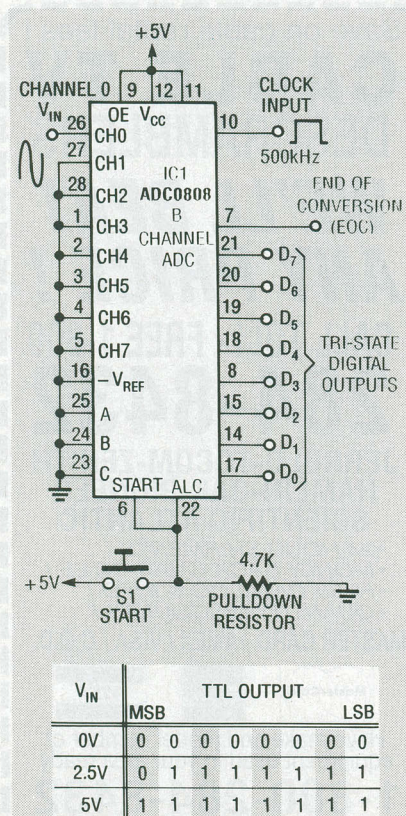 +5V
CHANNEL 0
V_IN
9 12 11
OE V_CC
CLOCK
INPUT
500kHz
26 CH0
27 CH1
28 CH2
1 CH3
2 CH4
3 CH5
4 CH6
5 CH7
16 −V_REF
25 A
24 B
23 C
IC1
ADC0808
8
CHANNEL
ADC
10
END OF
CONVERSION
(EOC)
7
21 D7
20 D6
19 D5
18 D4
8 D3
15 D2
14 D1
17 D0
TRI-STATE
DIGITAL
OUTPUTS
START ALC
6 22
+5V
S1
START
4.7K
PULLDOWN
RESISTOR
V_IN TTL OUTPUT
MSB LSB
0V 0 0 0 0 0 0 0 0
2.5V 0 1 1 1 1 1 1 1
5V 1 1 1 1 1 1 1 1